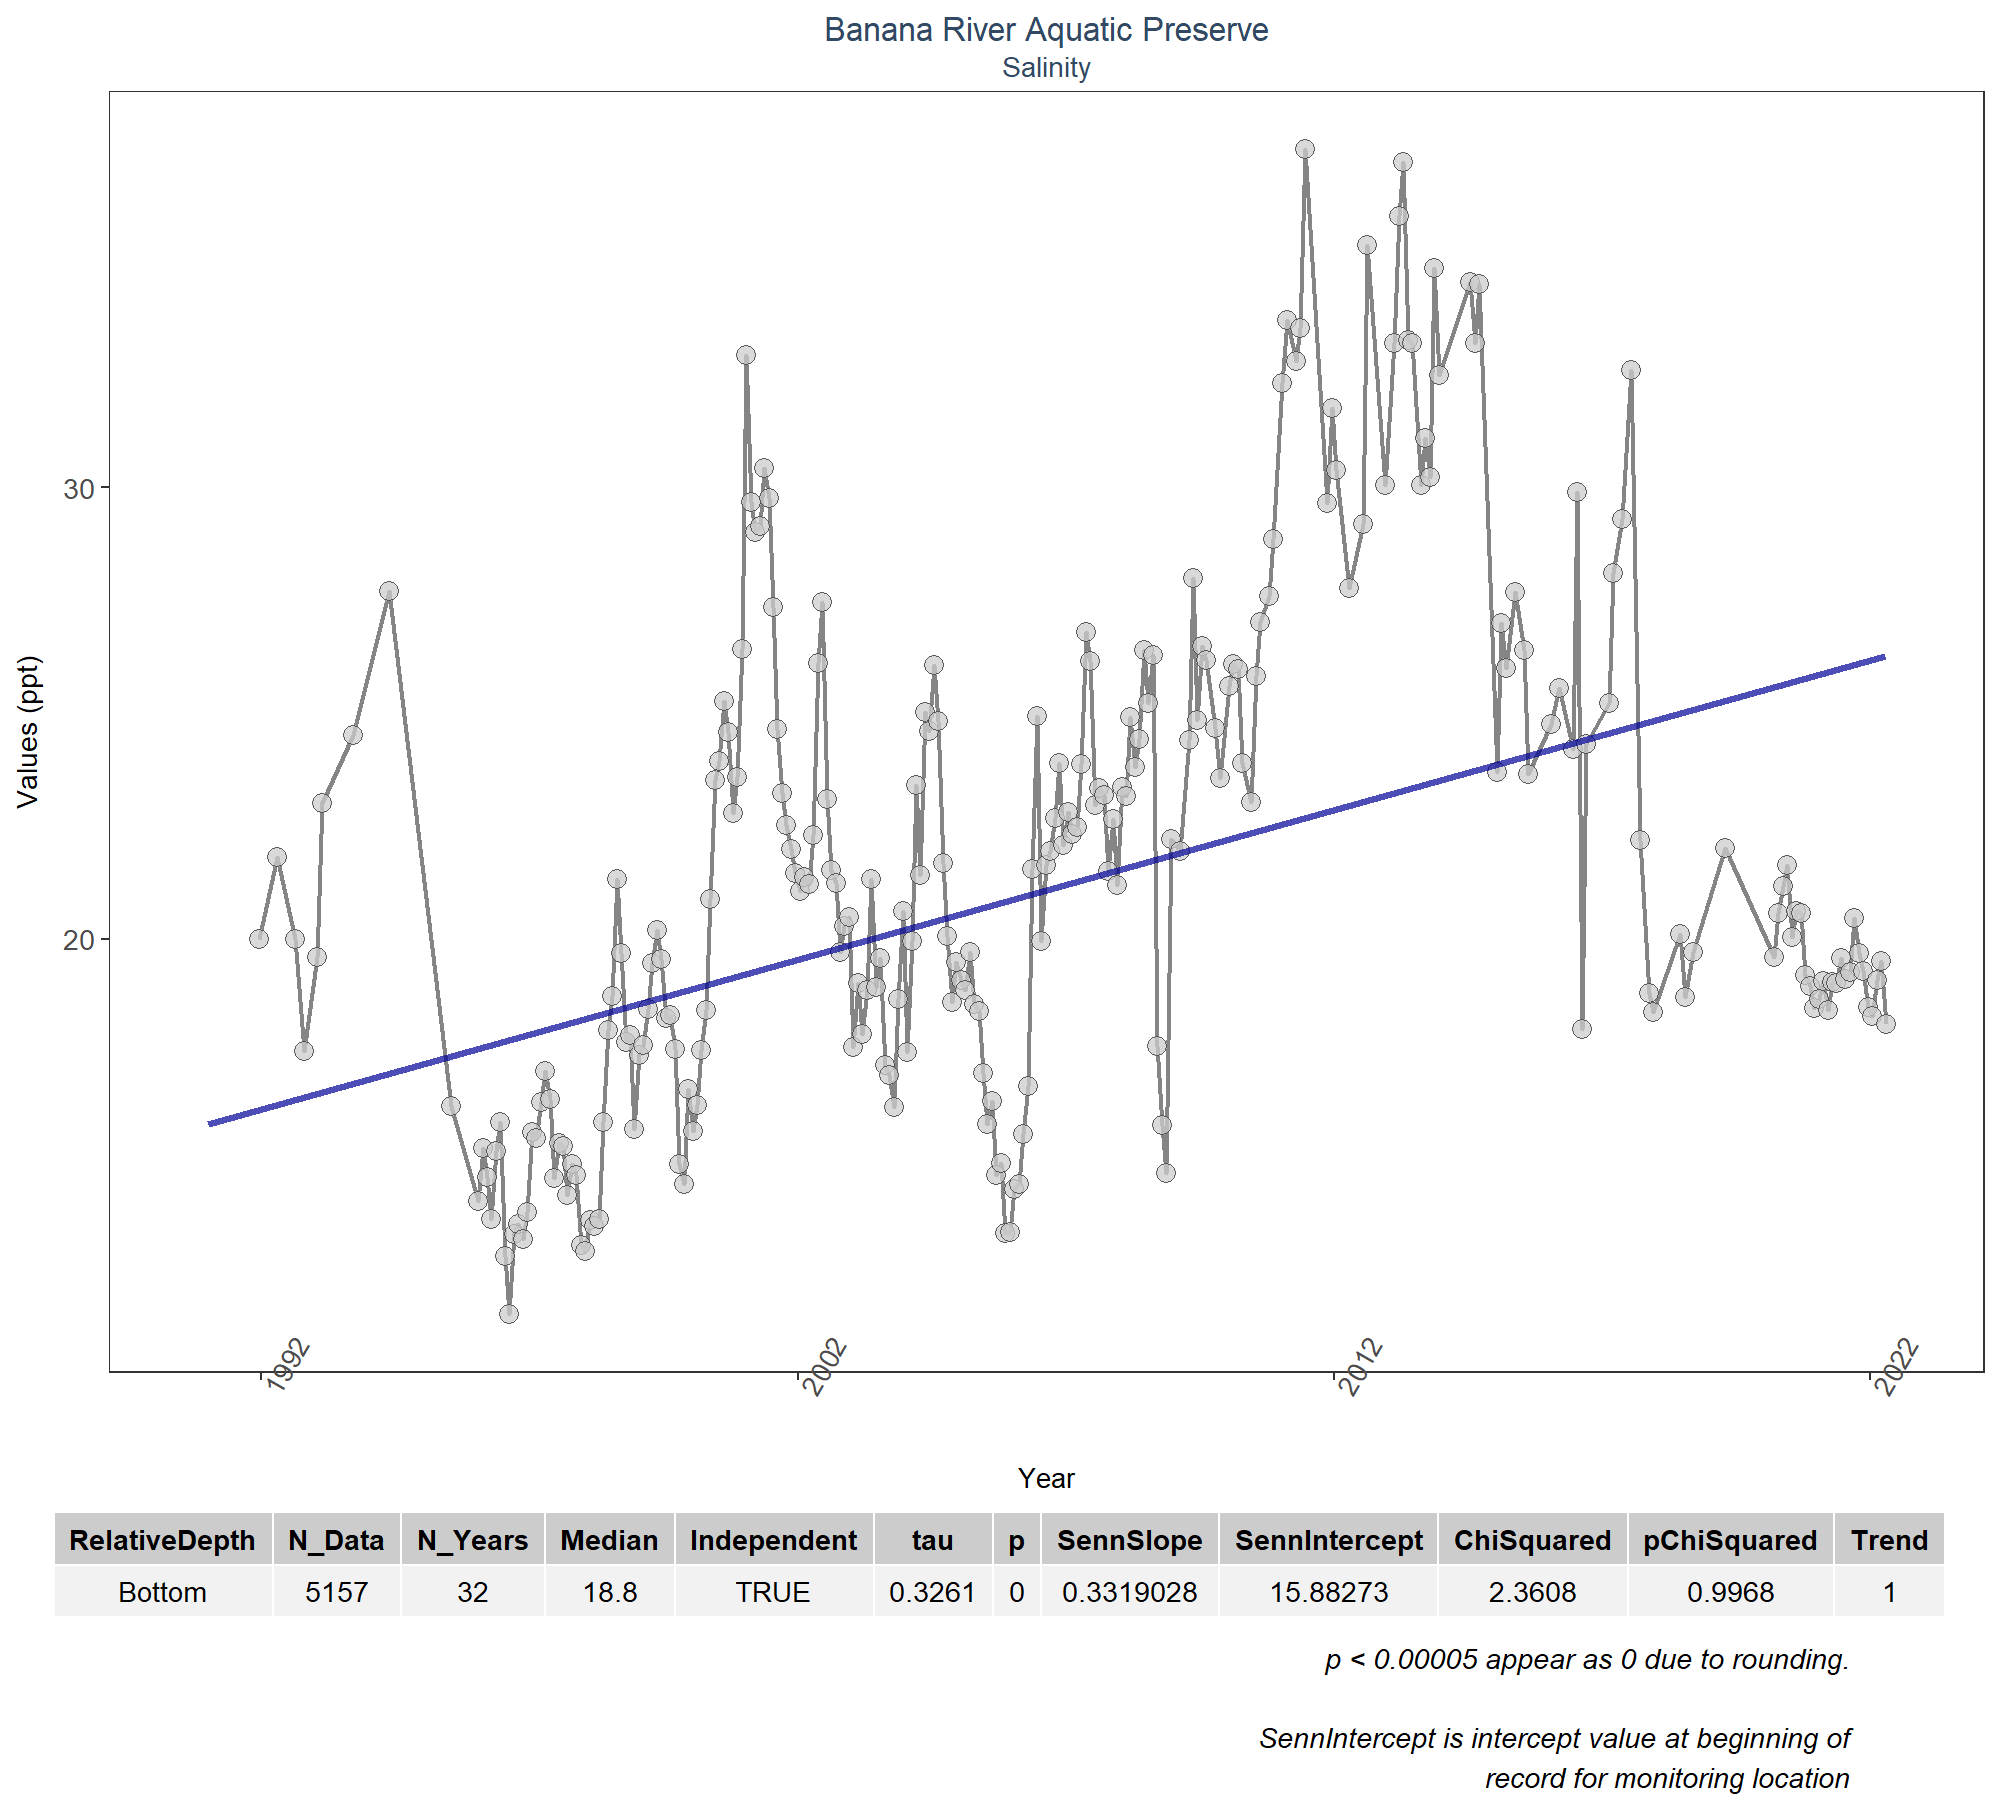 Banana River Aquatic Preserve
Salinity
Values (ppt)
30
20
1992 2002 2012 2022
Year
RelativeDepth N_Data N_Years Median Independent tau p SennSlope SennIntercept ChiSquared pChiSquared Trend
Bottom 5157 32 18.8 TRUE 0.3261 0 0.3319028 15.88273 2.3608 0.9968 1
p < 0.00005 appear as 0 due to rounding.
SennIntercept is intercept value at beginning of
record for monitoring location